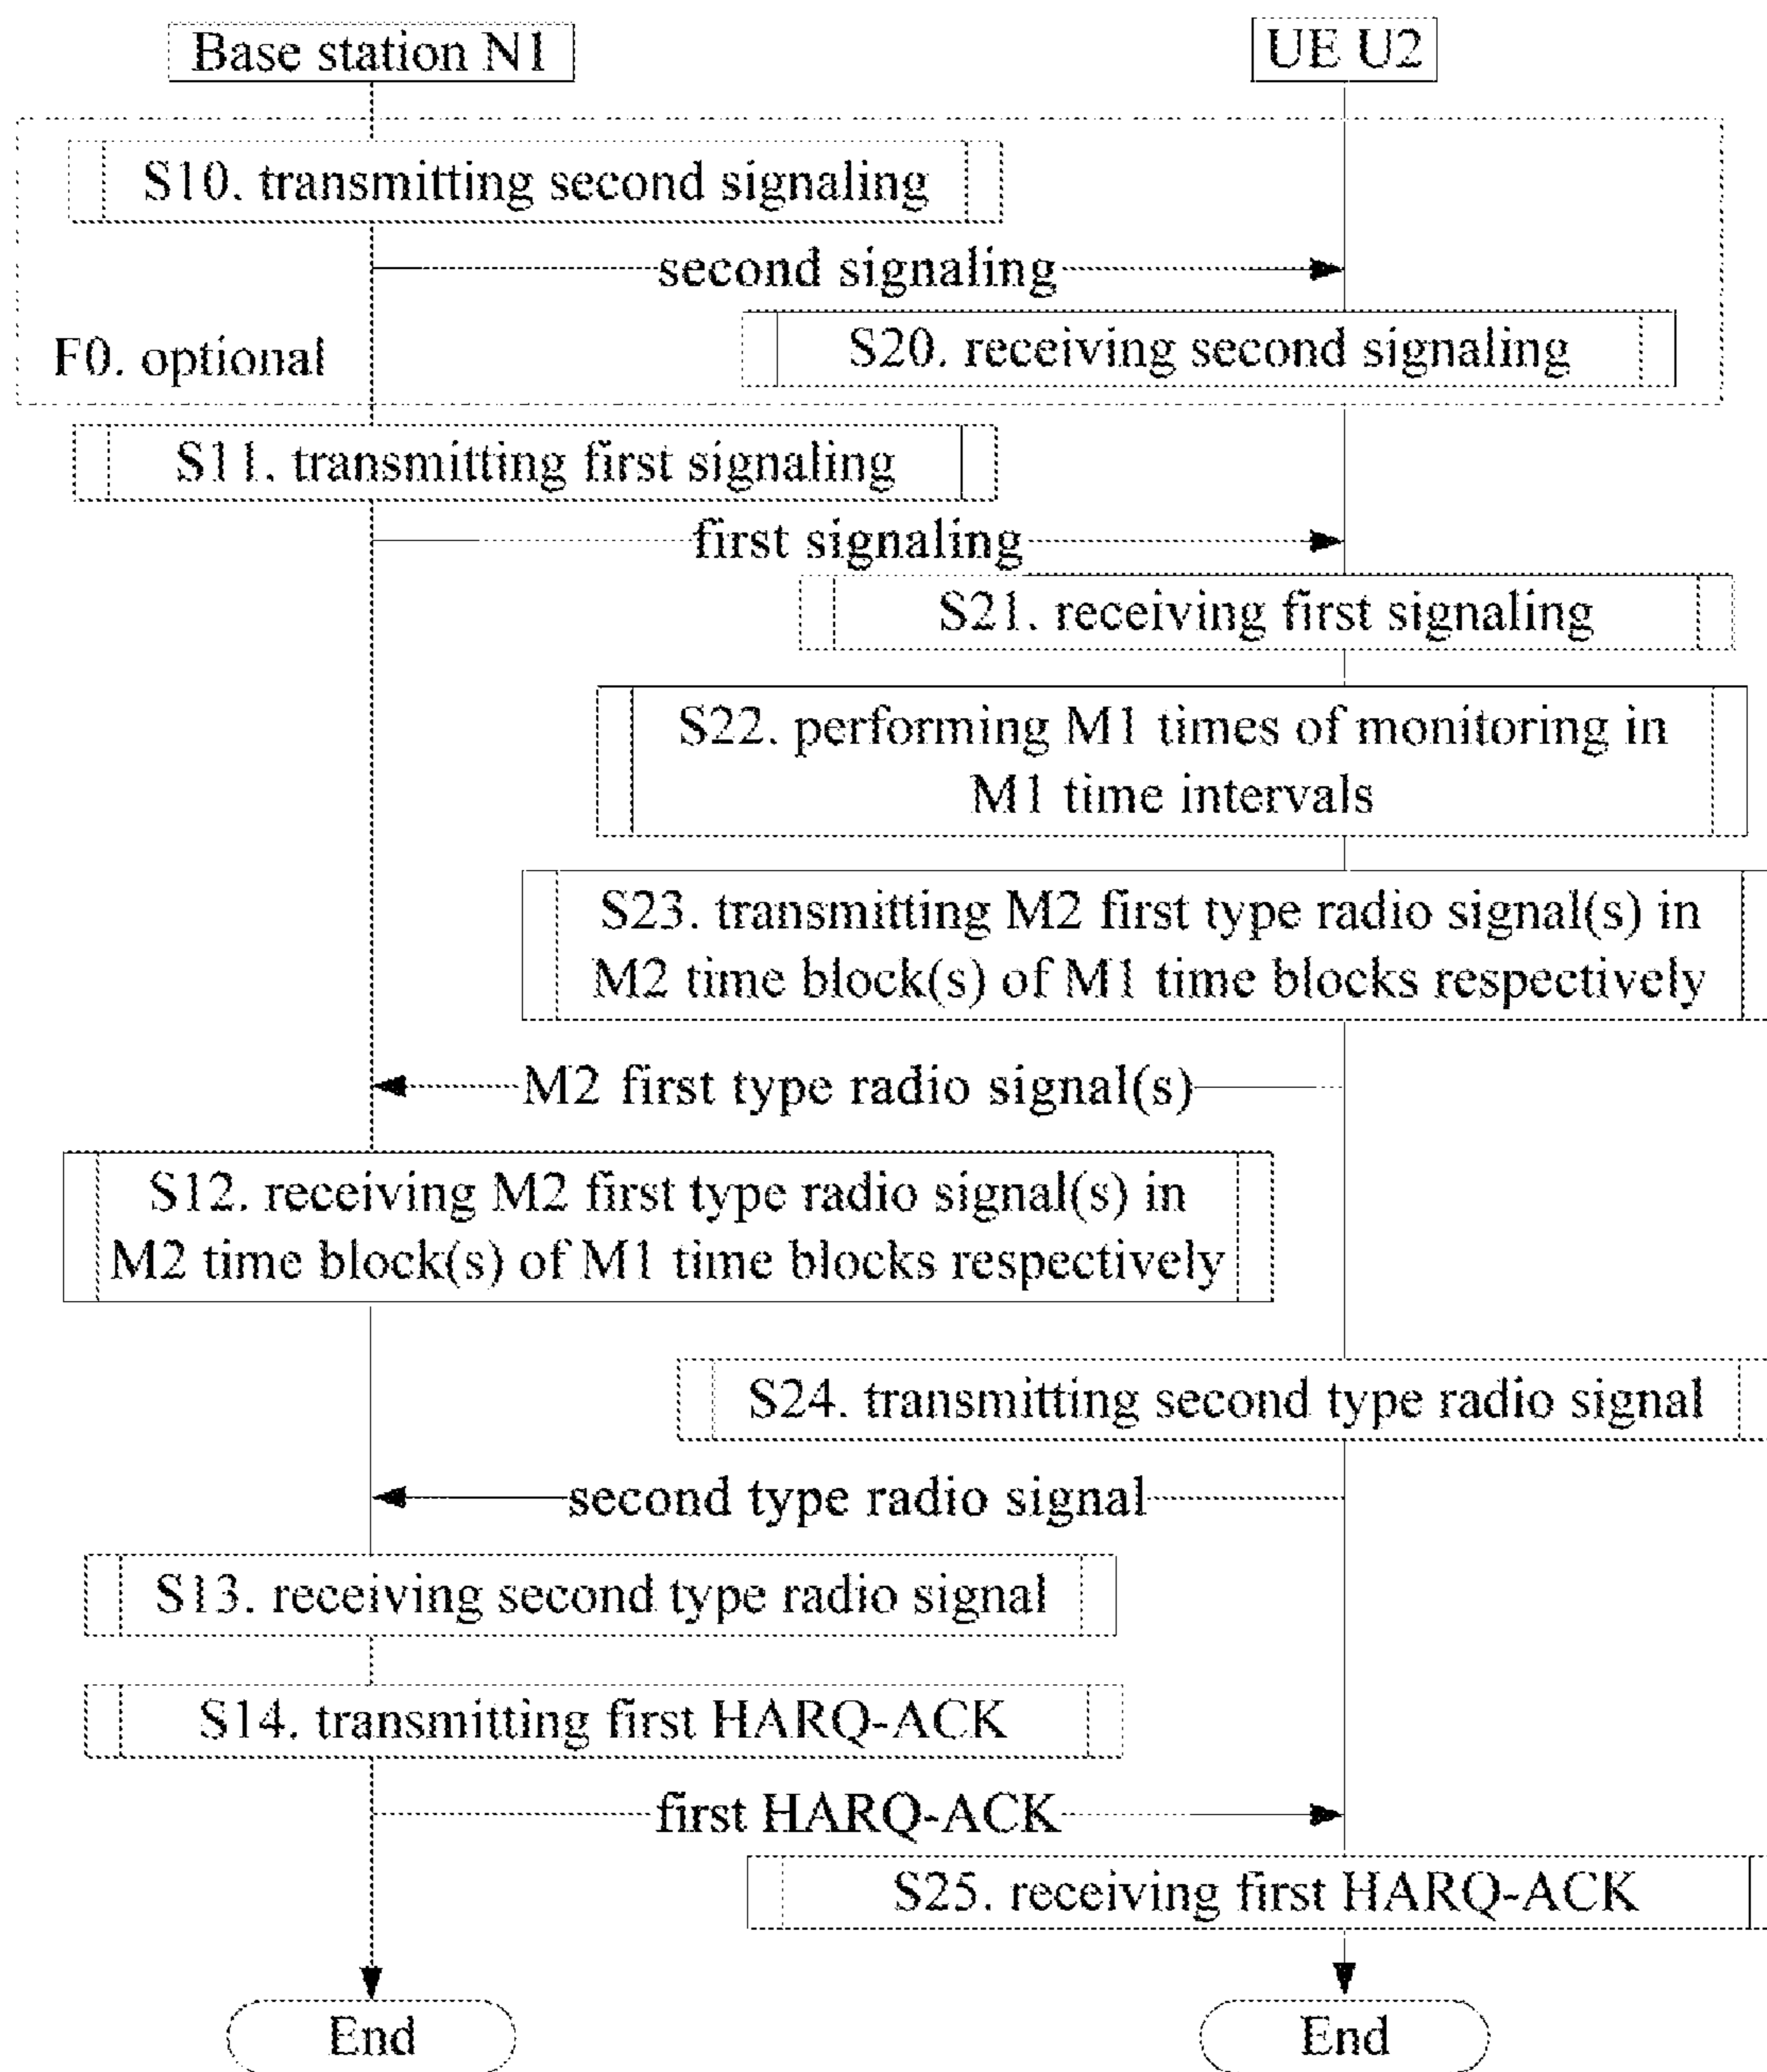 Base station N1
UE U2
S10. transmitting second signaling
second signaling
S20. receiving second signaling
F0. optional
S11. transmitting first signaling
first signaling
S21. receiving first signaling
S22. performing M1 times of monitoring in
M1 time intervals
S23. transmitting M2 first type radio signal(s) in
M2 time block(s) of M1 time blocks respectively
M2 first type radio signal(s)
S12. receiving M2 first type radio signal(s) in
M2 time block(s) of M1 time blocks respectively
S24. transmitting second type radio signal
second type radio signal
S13. receiving second type radio signal
S14. transmitting first HARQ-ACK
first HARQ-ACK
S25. receiving first HARQ-ACK
End
End